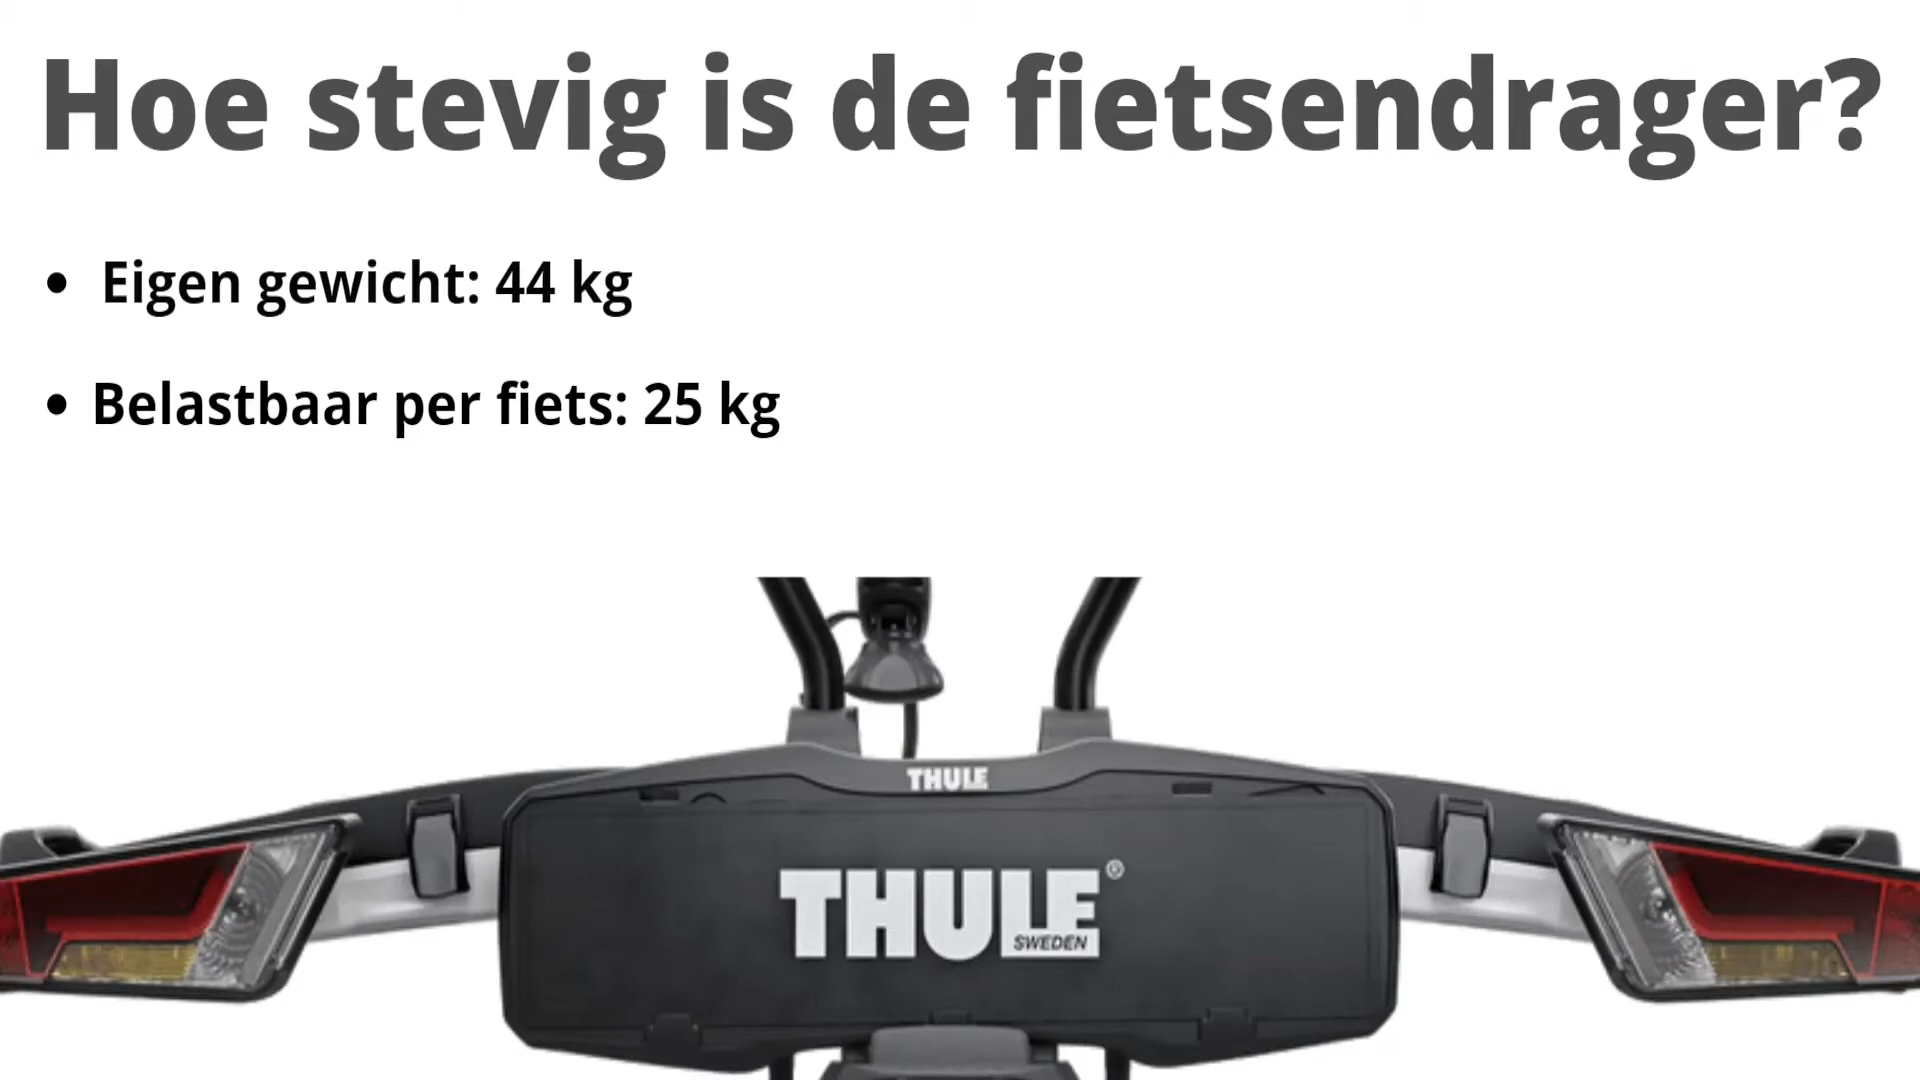 Hoe stevig is de fietsendrager?
• Eigen gewicht: 44 kg
• Belastbaar per fiets: 25 kg
THULE
THULE®
SWEDEN